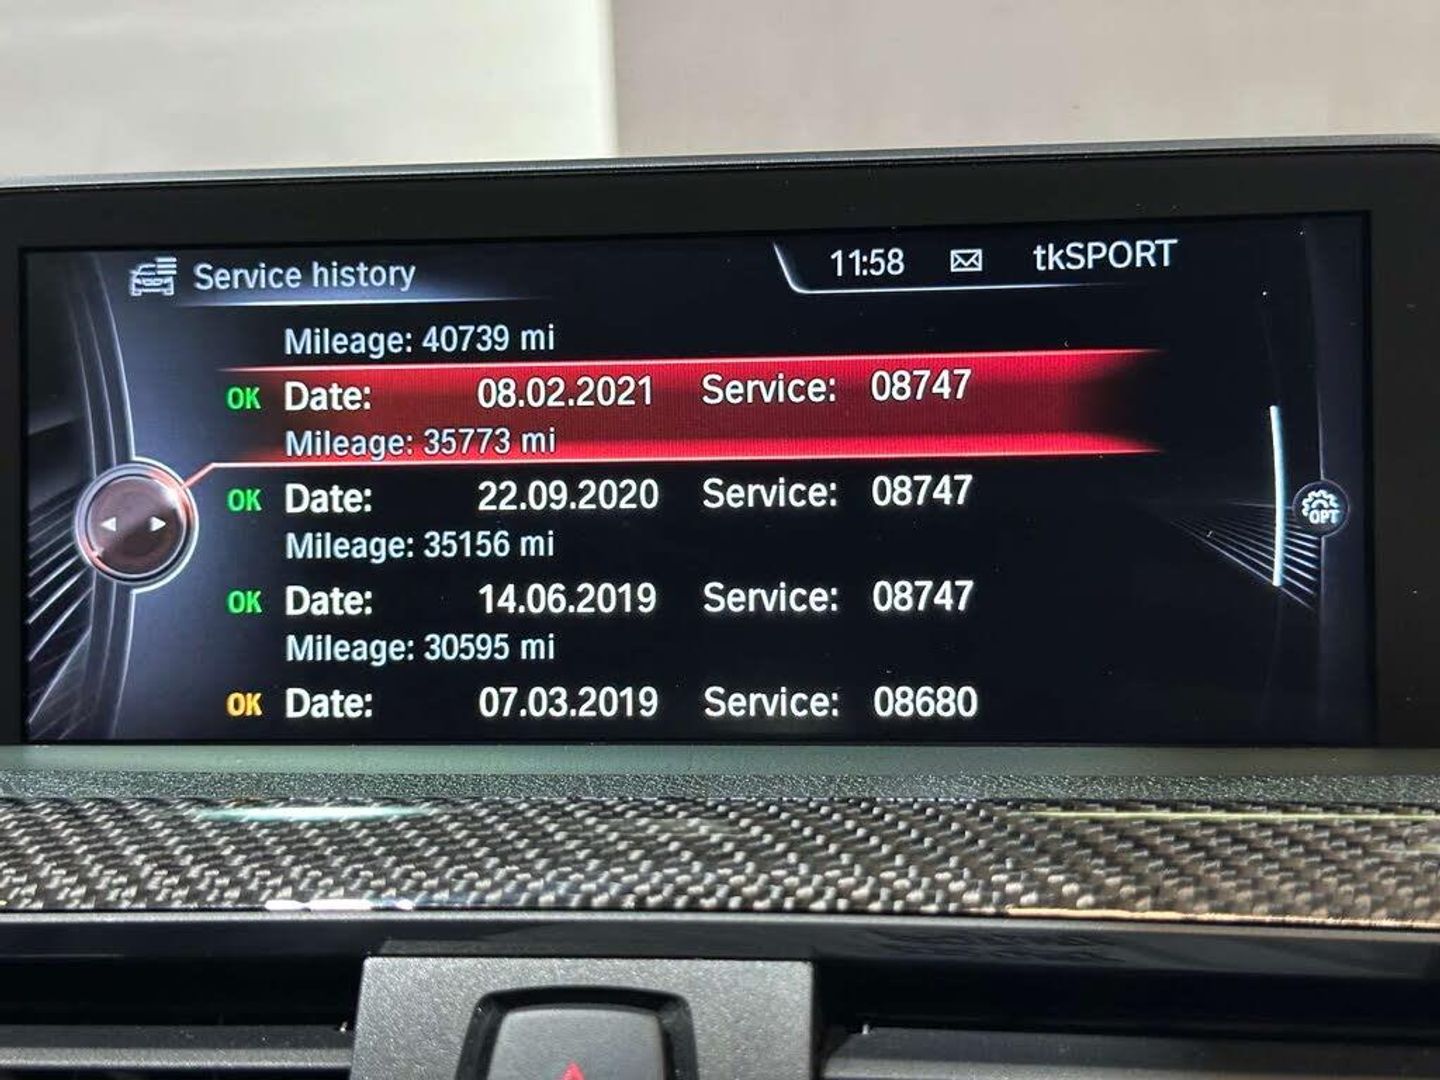 Service history 11:58 tkSPORT
Mileage: 40739 mi
OK Date: 08.02.2021 Service: 08747
Mileage: 35773 mi
OK Date: 22.09.2020 Service: 08747
Mileage: 35156 mi
OPT
OK Date: 14.06.2019 Service: 08747
Mileage: 30595 mi
OK Date: 07.03.2019 Service: 08680